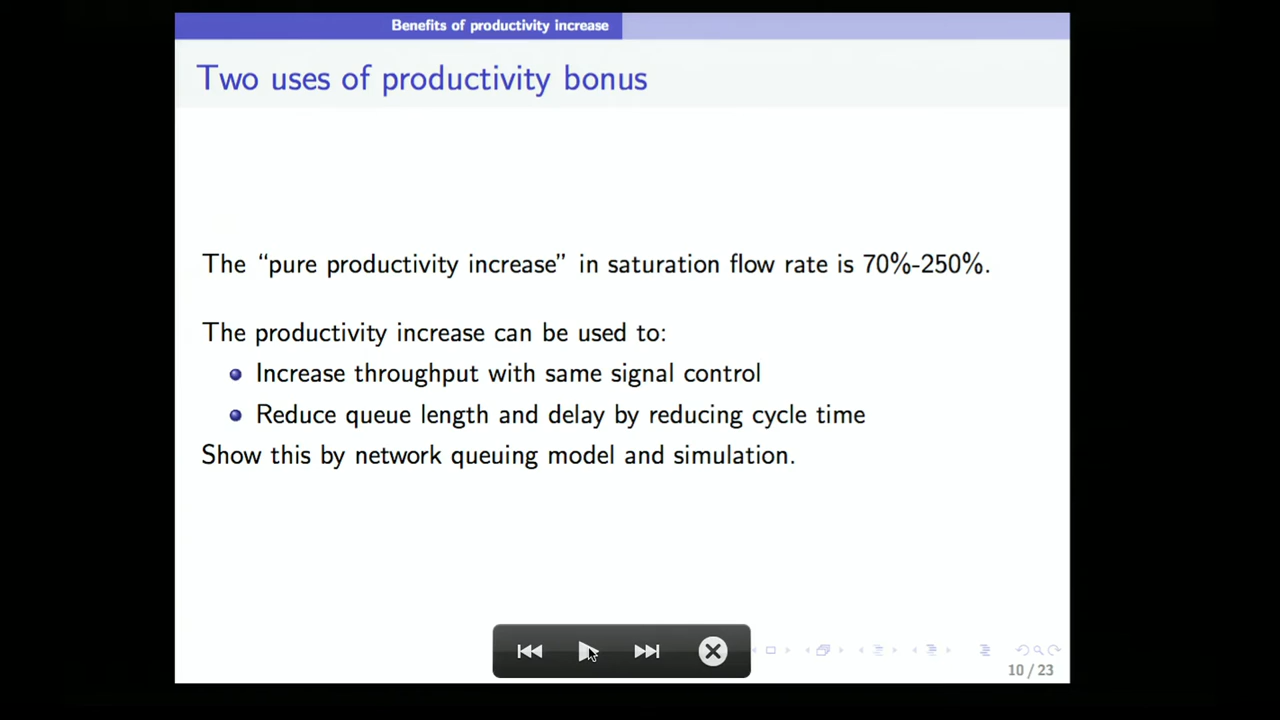 Benefits of productivity increase
Two uses of productivity bonus
The “pure productivity increase” in saturation flow rate is 70%-250%.
The productivity increase can be used to:
Increase throughput with same signal control
Reduce queue length and delay by reducing cycle time
Show this by network queuing model and simulation.
10 / 23